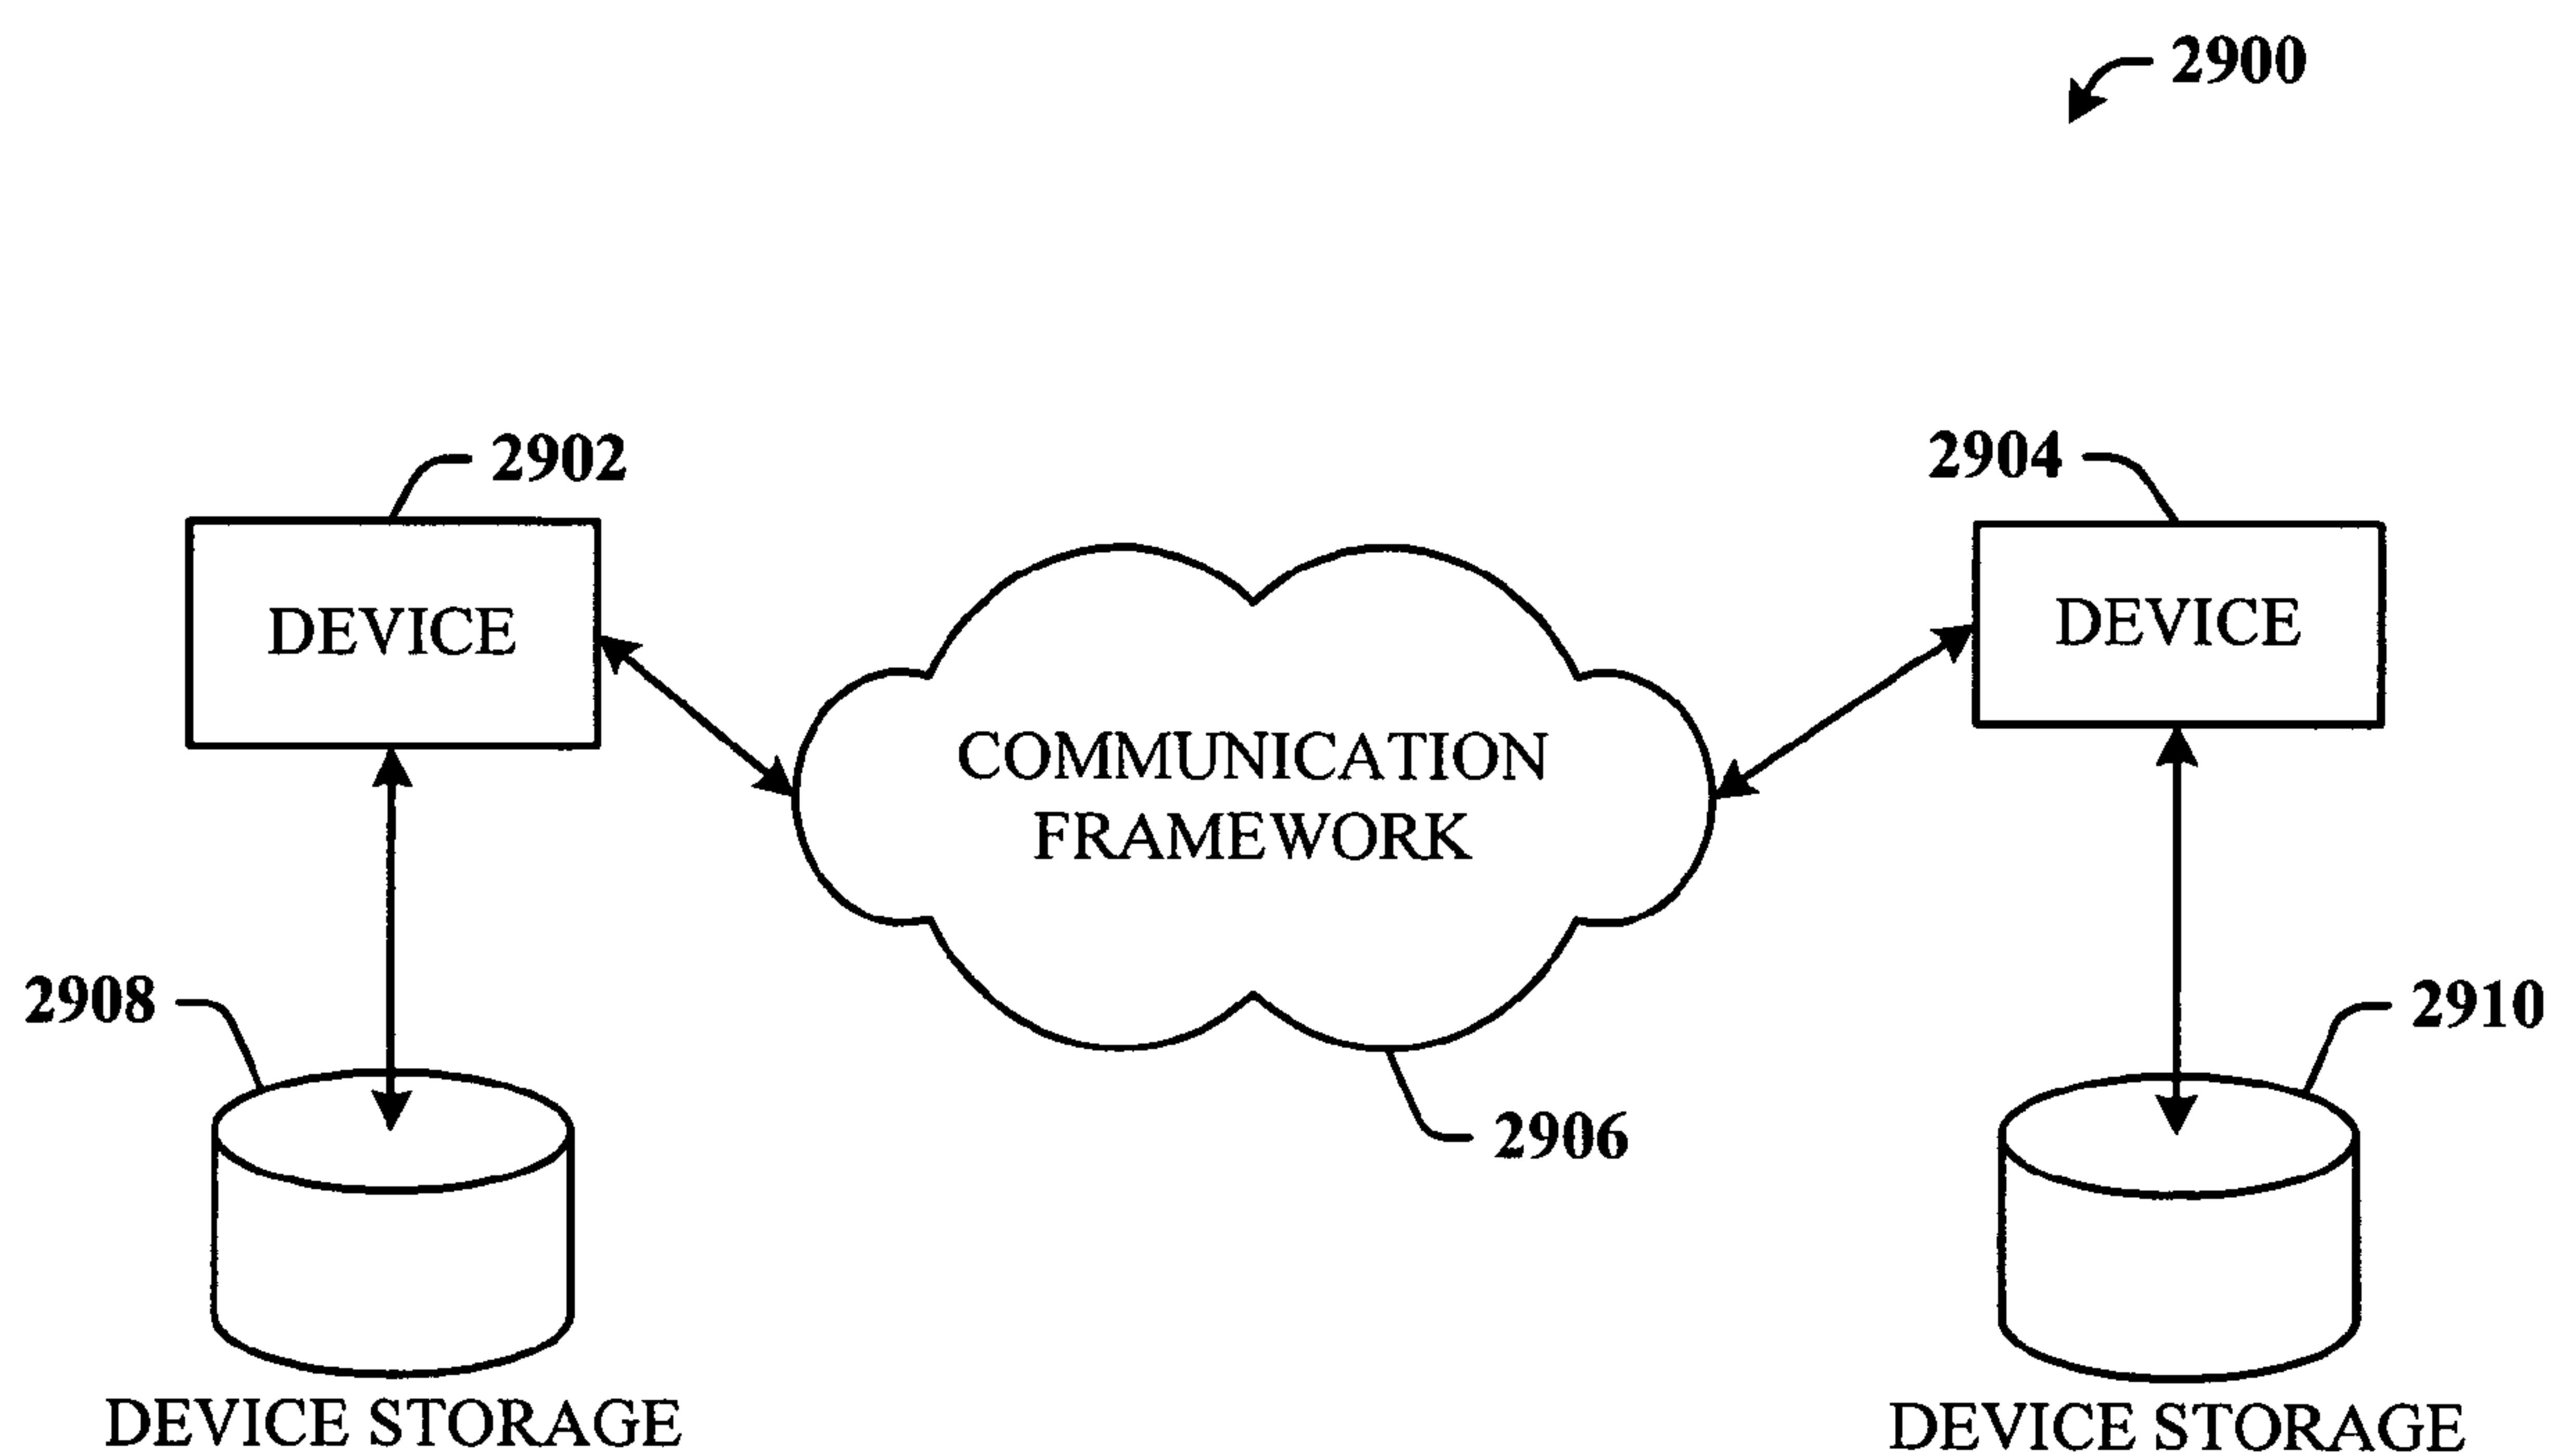 2900
2902
2904
DEVICE
DEVICE
COMMUNICATION
FRAMEWORK
2908
2910
2906
DEVICE STORAGE
DEVICE STORAGE